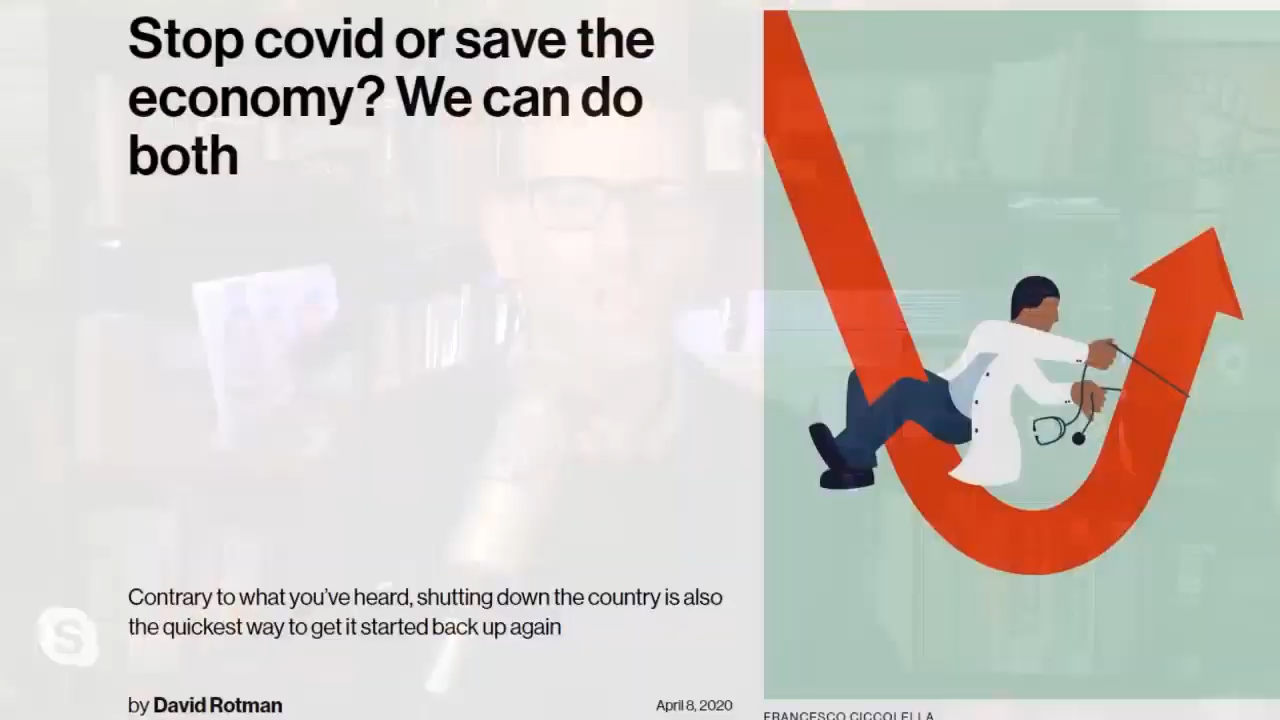 Stop covid or save the
economy? We can do
both
Contrary to what you've heard, shutting down the country is also
the quickest way to get it started back up again
by David Rotman
April 8, 2020
FRANCESCO CICCOLELLA
S